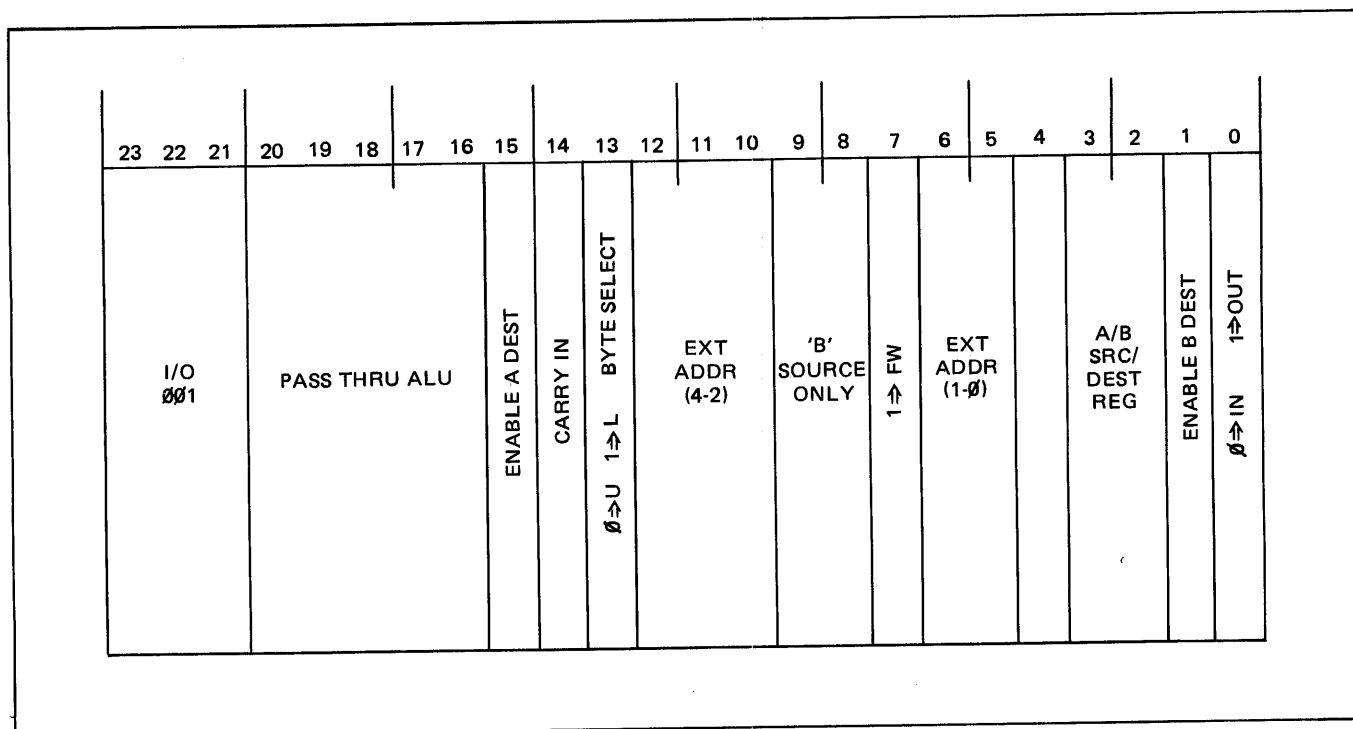 23 22 21 20 19 18 17 16 15 14 13 12 11 10 9 8 7 6 5 4 3 2 1 0
I/O
ØØ1
PASS THRU ALU
ENABLE A DEST
CARRY IN
Ø⇒U 1⇒L BYTE SELECT
EXT
ADDR
(4-2)
'B'
SOURCE
ONLY
1⇒ FW
EXT
ADDR
(1-Ø)
A/B
SRC/
DEST
REG
ENABLE B DEST
Ø⇒IN 1⇒OUT